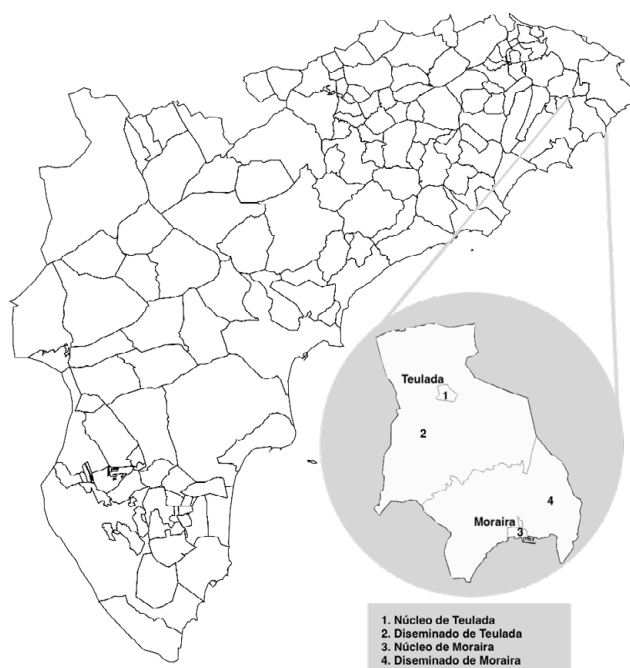 Teulada
1
2
4
Moraira
3
1. Núcleo de Teulada
2. Diseminado de Teulada
3. Núcleo de Moraira
4. Diseminado de Moraira